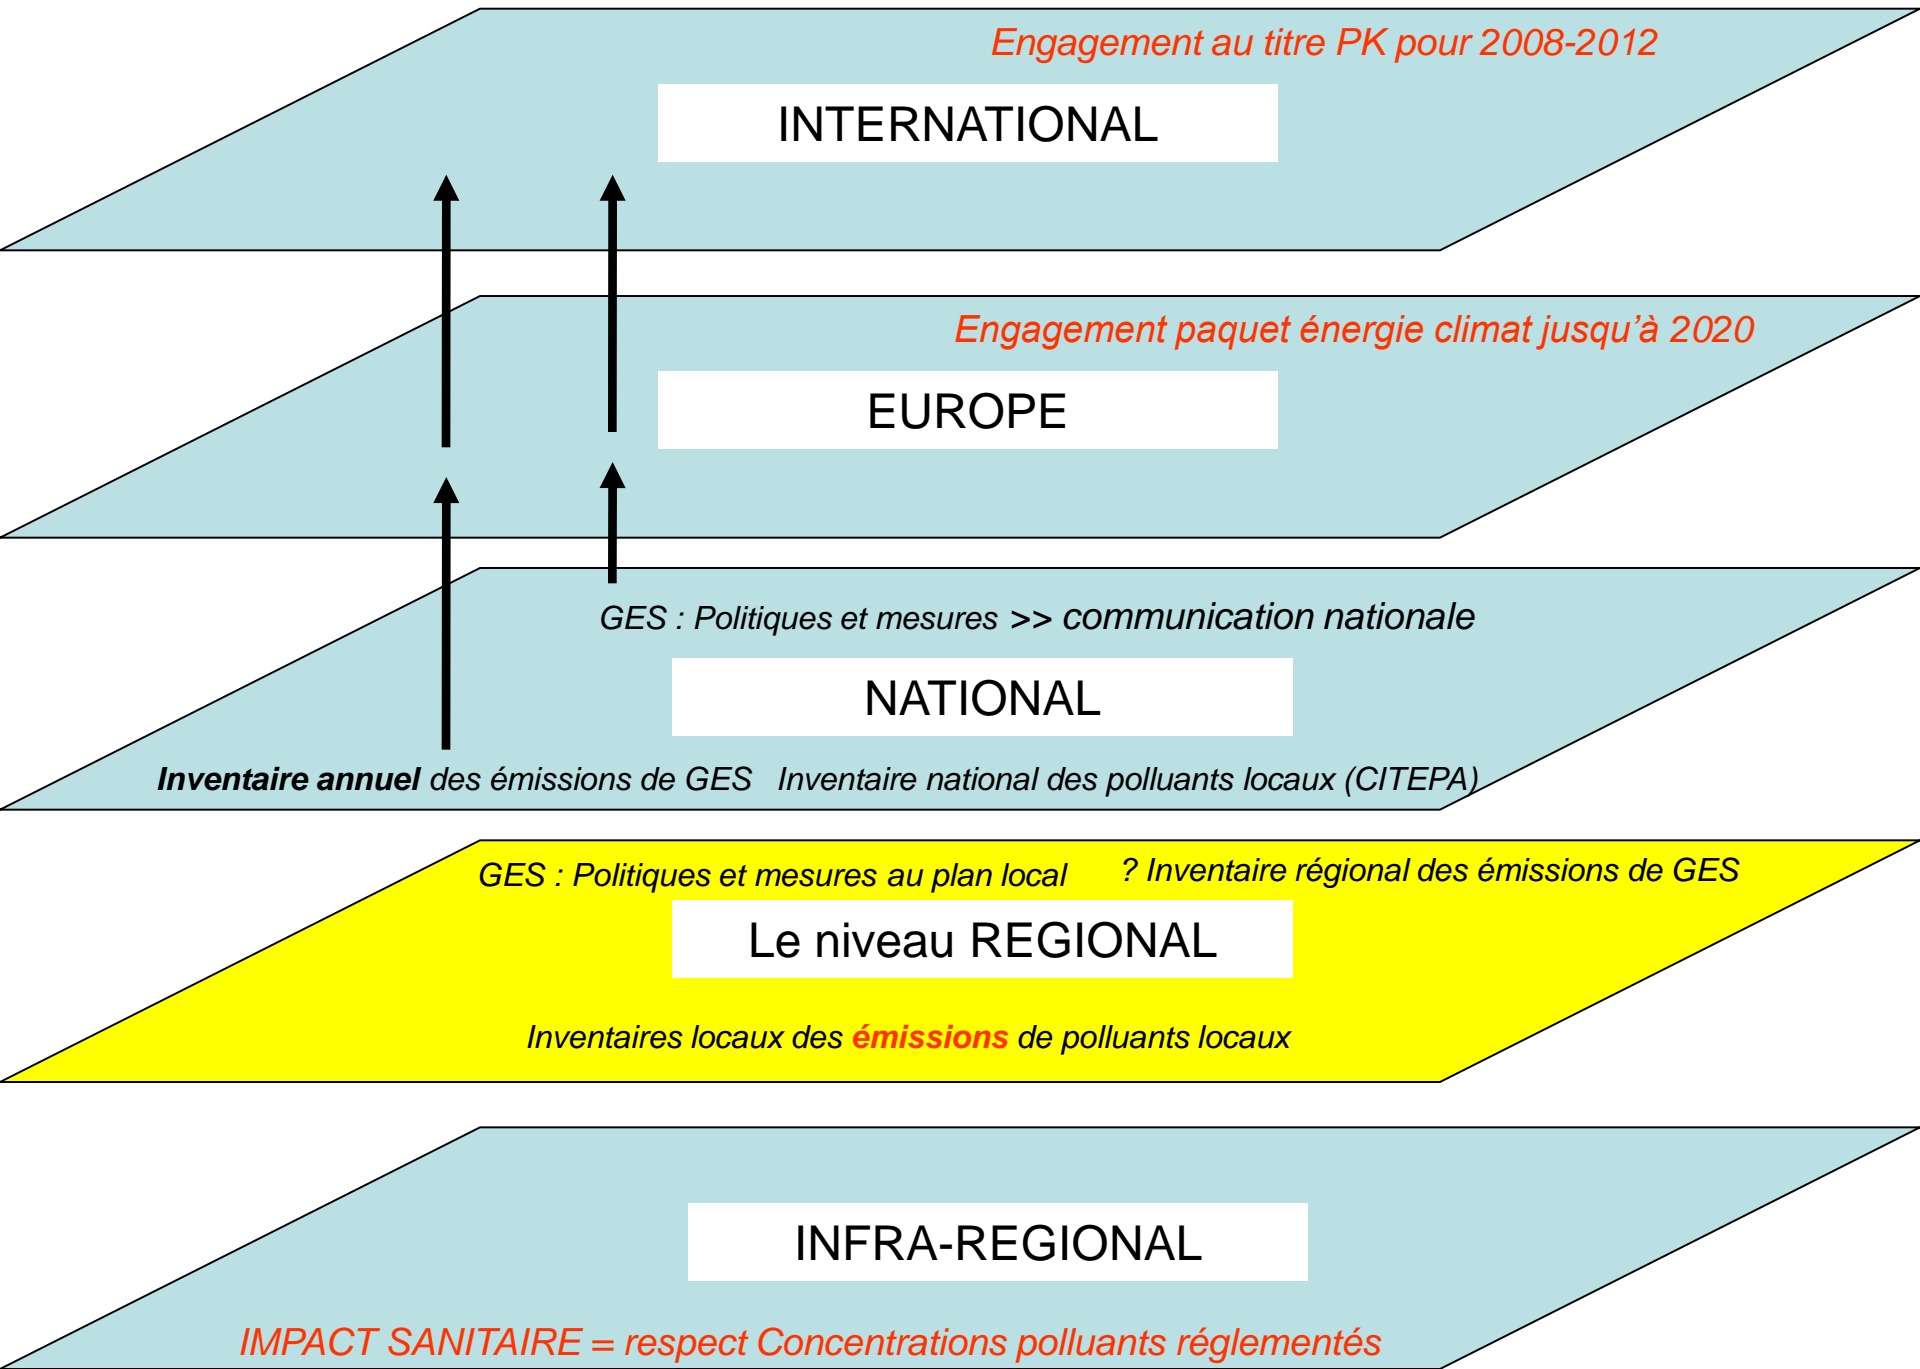 Engagement au titre PK pour 2008-2012
INTERNATIONAL
Engagement paquet énergie climat jusqu’à 2020
EUROPE
GES : Politiques et mesures >> communication nationale
NATIONAL
Inventaire annuel des émissions de GES Inventaire national des polluants locaux (CITEPA)
GES : Politiques et mesures au plan local ? Inventaire régional des émissions de GES
Le niveau REGIONAL
Inventaires locaux des émissions de polluants locaux
INFRA-REGIONAL
IMPACT SANITAIRE = respect Concentrations polluants réglementés